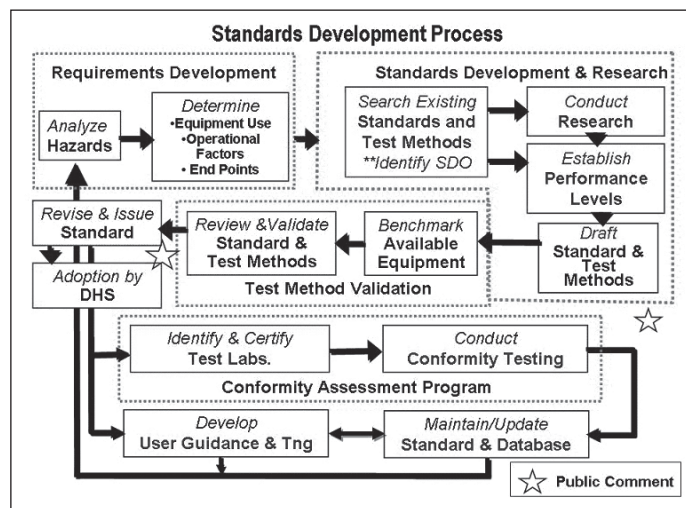 Standards Development Process
Requirements Development
Analyze
Hazards
Determine
•Equipment Use
•Operational
Factors
• End Points
Standards Development & Research
Search Existing
Standards and
Test Methods
**Identify SDO
Conduct
Research
Establish
Performance
Levels
Draft
Standard & Test
Methods
Benchmark
Available
Equipment
Review &Validate
Standard &
Test Methods
Test Method Validation
Revise & Issue
Standard
Adoption by
DHS
Identify & Certify
Test Labs.
Conduct
Conformity Testing
Conformity Assessment Program
Develop
User Guidance & Tng
Maintain/Update
Standard & Database
Public Comment